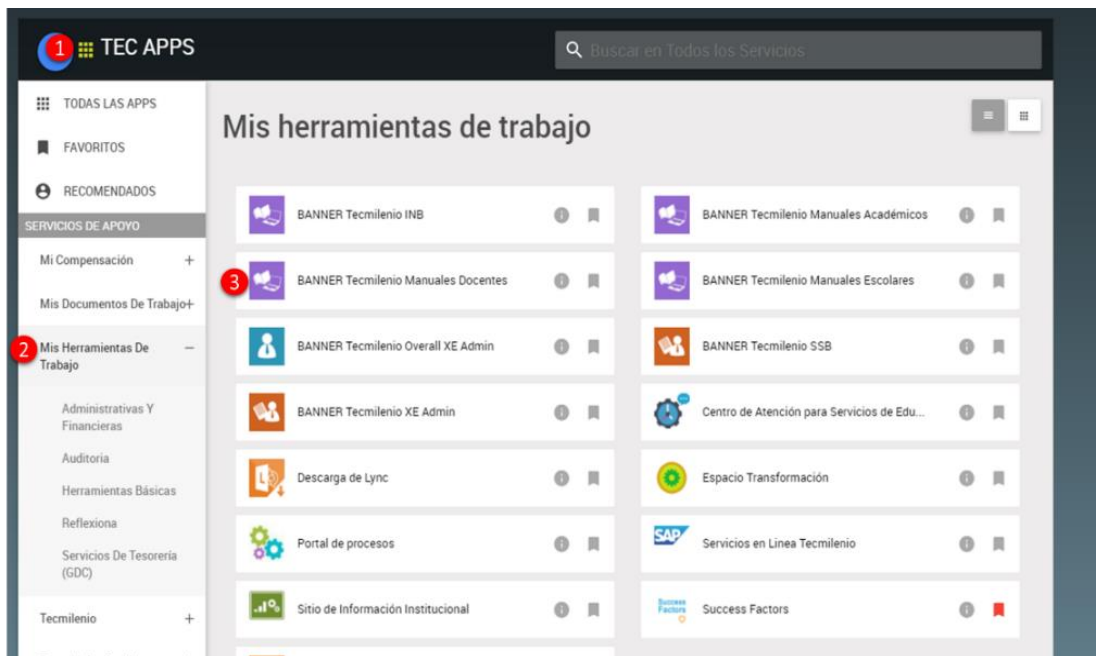 1 TEC APPS
Buscar en Todos los Servicios
TODAS LAS APPS
FAVORITOS
RECOMENDADOS
SERVICIOS DE APOYO
Mi Compensación +
Mis Documentos De Trabajo+
2 Mis Herramientas De Trabajo −
Administrativas Y
Financieras
Auditoria
Herramientas Básicas
Reflexiona
Servicios De Tesorería
(GDC)
Tecmilenio +
Mis herramientas de trabajo
BANNER Tecmilenio INB
BANNER Tecmilenio Manuales Académicos
3 BANNER Tecmilenio Manuales Docentes
BANNER Tecmilenio Manuales Escolares
BANNER Tecmilenio Overall XE Admin
BANNER Tecmilenio SSB
BANNER Tecmilenio XE Admin
Centro de Atención para Servicios de Edu...
Descarga de Lync
Espacio Transformación
Portal de procesos
SAP
Servicios en Linea Tecmilenio
Sitio de Información Institucional
Success
Factors
Success Factors